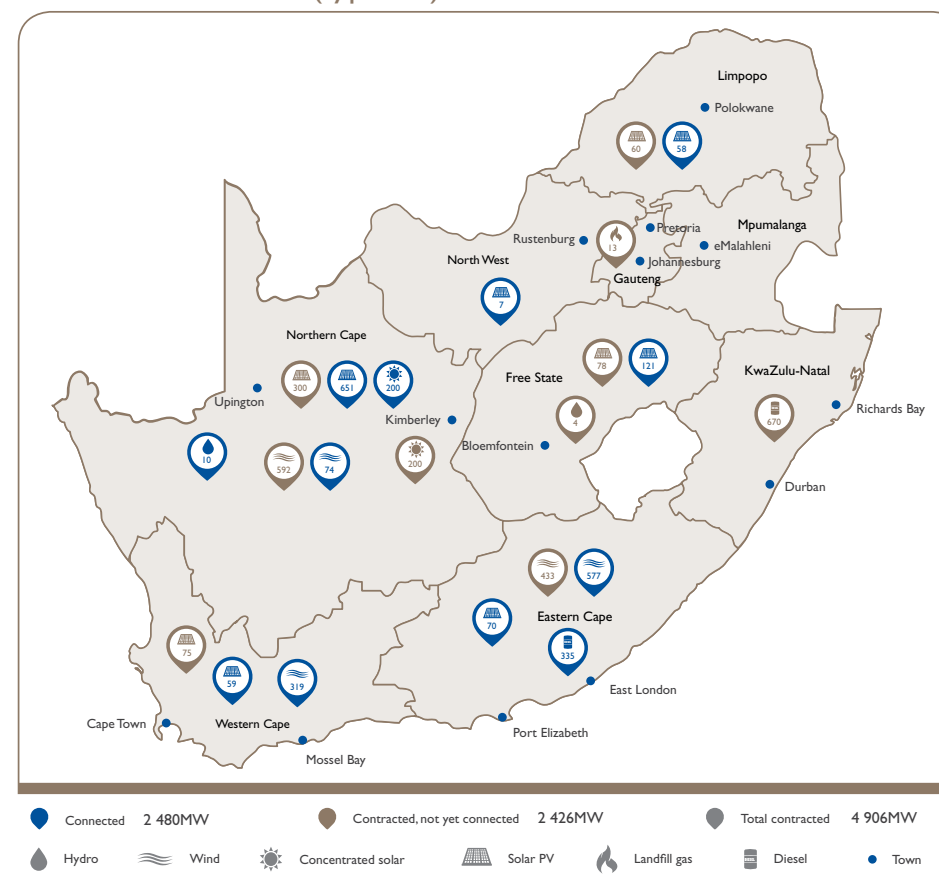 Limpopo
Polokwane
60
58
Mpumalanga
Pretoria
Rustenburg
eMalahleni
13
North West
Johannesburg
Gauteng
7
Northern Cape
78
121
Free State
KwaZulu-Natal
300
651
200
Upington
Richards Bay
4
670
Kimberley
Bloemfontein
10
592
74
200
Durban
433
577
Eastern Cape
70
335
75
59
319
East London
Cape Town
Western Cape
Port Elizabeth
Mossel Bay
Connected 2 480MW Contracted, not yet connected 2 426MW Total contracted 4 906MW
Hydro Wind Concentrated solar Solar PV Landfill gas Diesel Town